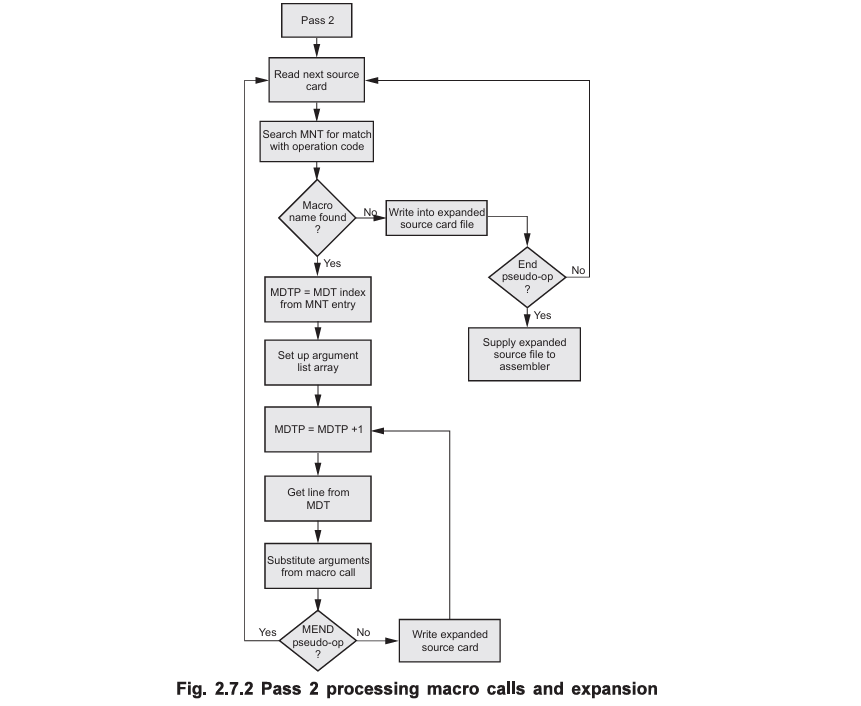 Pass 2
Read next source
card
Search MNT for match
with operation code
Macro
name found
?
No
Write into expanded
source card file
End
pseudo-op
?
No
Yes
Supply expanded
source file to
assembler
Yes
MDTP = MDT index
from MNT entry
Set up argument
list array
MDTP = MDTP +1
Get line from
MDT
Substitute arguments
from macro call
MEND
pseudo-op
?
Yes
No
Write expanded
source card
Fig. 2.7.2 Pass 2 processing macro calls and expansion